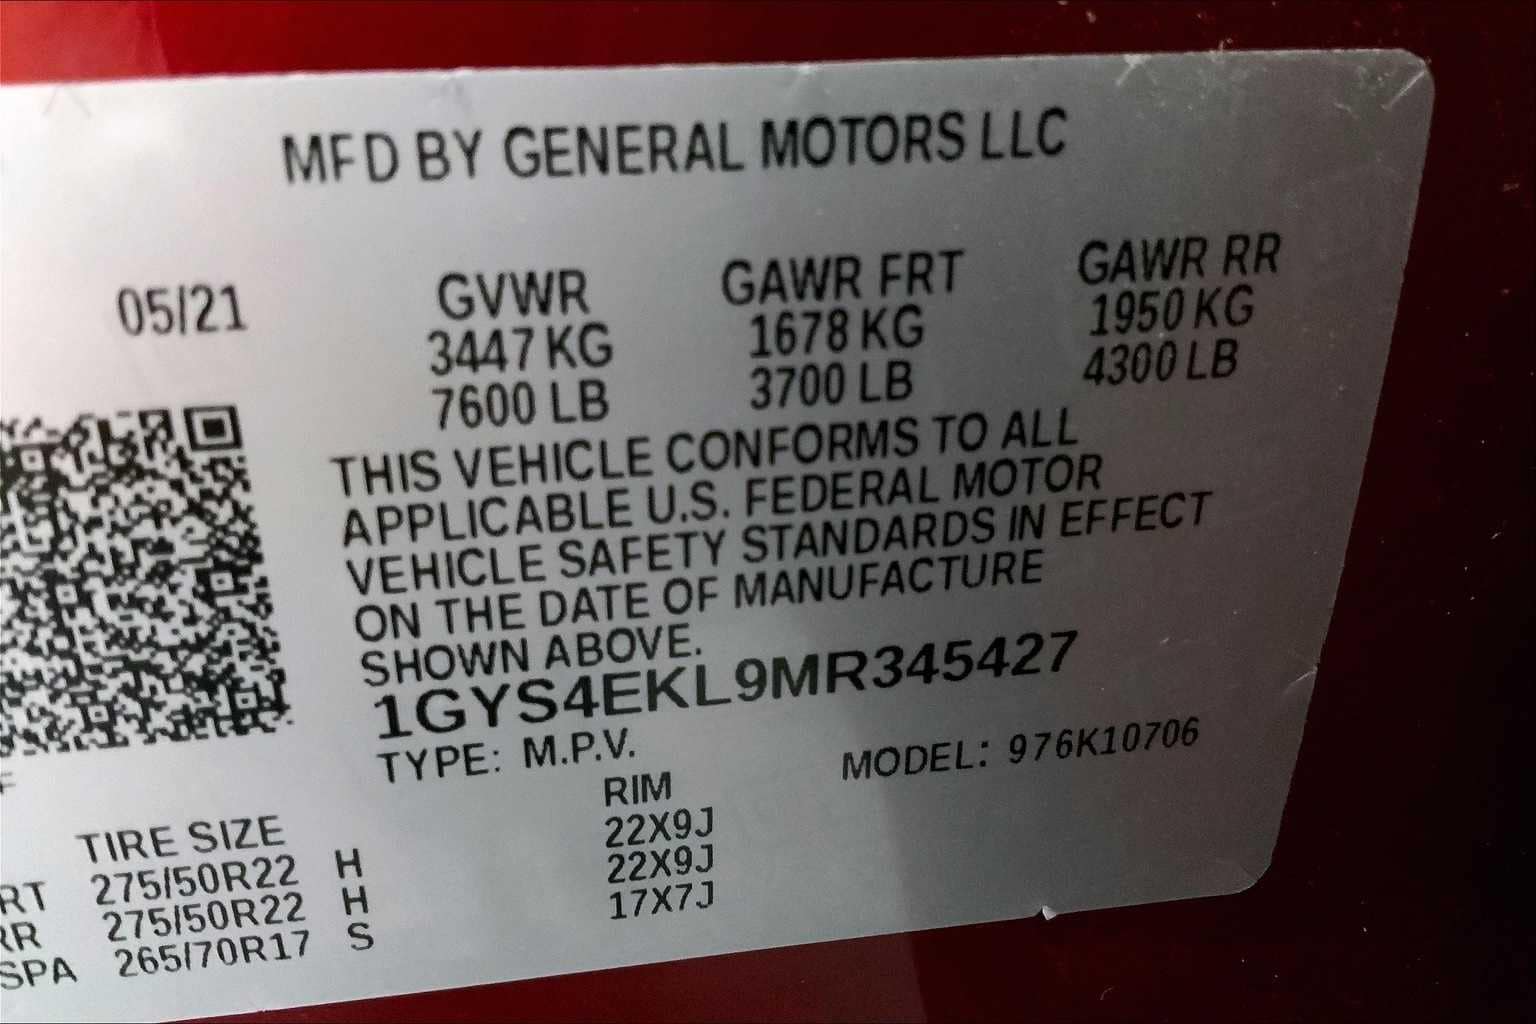 MFD BY GENERAL MOTORS LLC
05/21 GVWR GAWR FRT GAWR RR
3447 KG 1678 KG 1950 KG
7600 LB 3700 LB 4300 LB
THIS VEHICLE CONFORMS TO ALL
APPLICABLE U.S. FEDERAL MOTOR
VEHICLE SAFETY STANDARDS IN EFFECT
ON THE DATE OF MANUFACTURE
SHOWN ABOVE.
1GYS4EKL9MR345427
TYPE: M.P.V. MODEL: 976K10706
TIRE SIZE RIM
RT 275/50R22 H 22X9J
RR 275/50R22 H 22X9J
SPA 265/70R17 S 17X7J